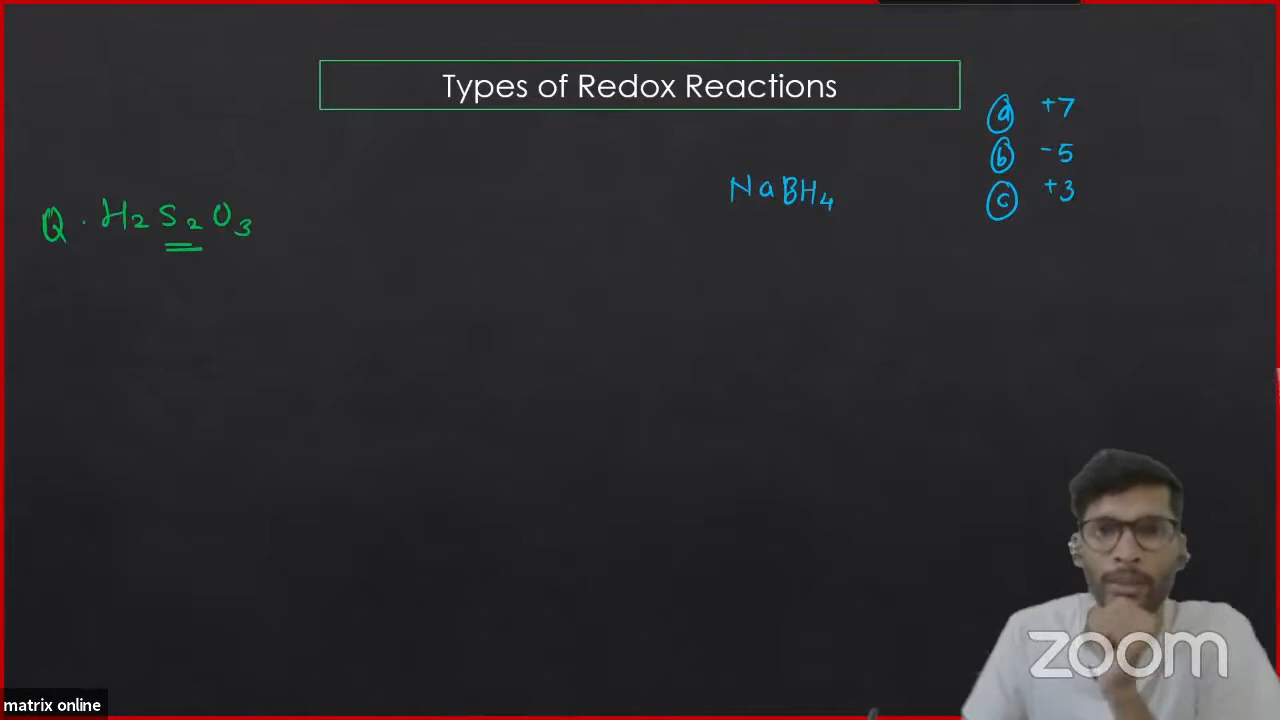 Types of Redox Reactions
ⓐ +7
ⓑ -5
NaBH₄
ⓒ +3
Q. H₂S₂O₃
zoom
matrix online